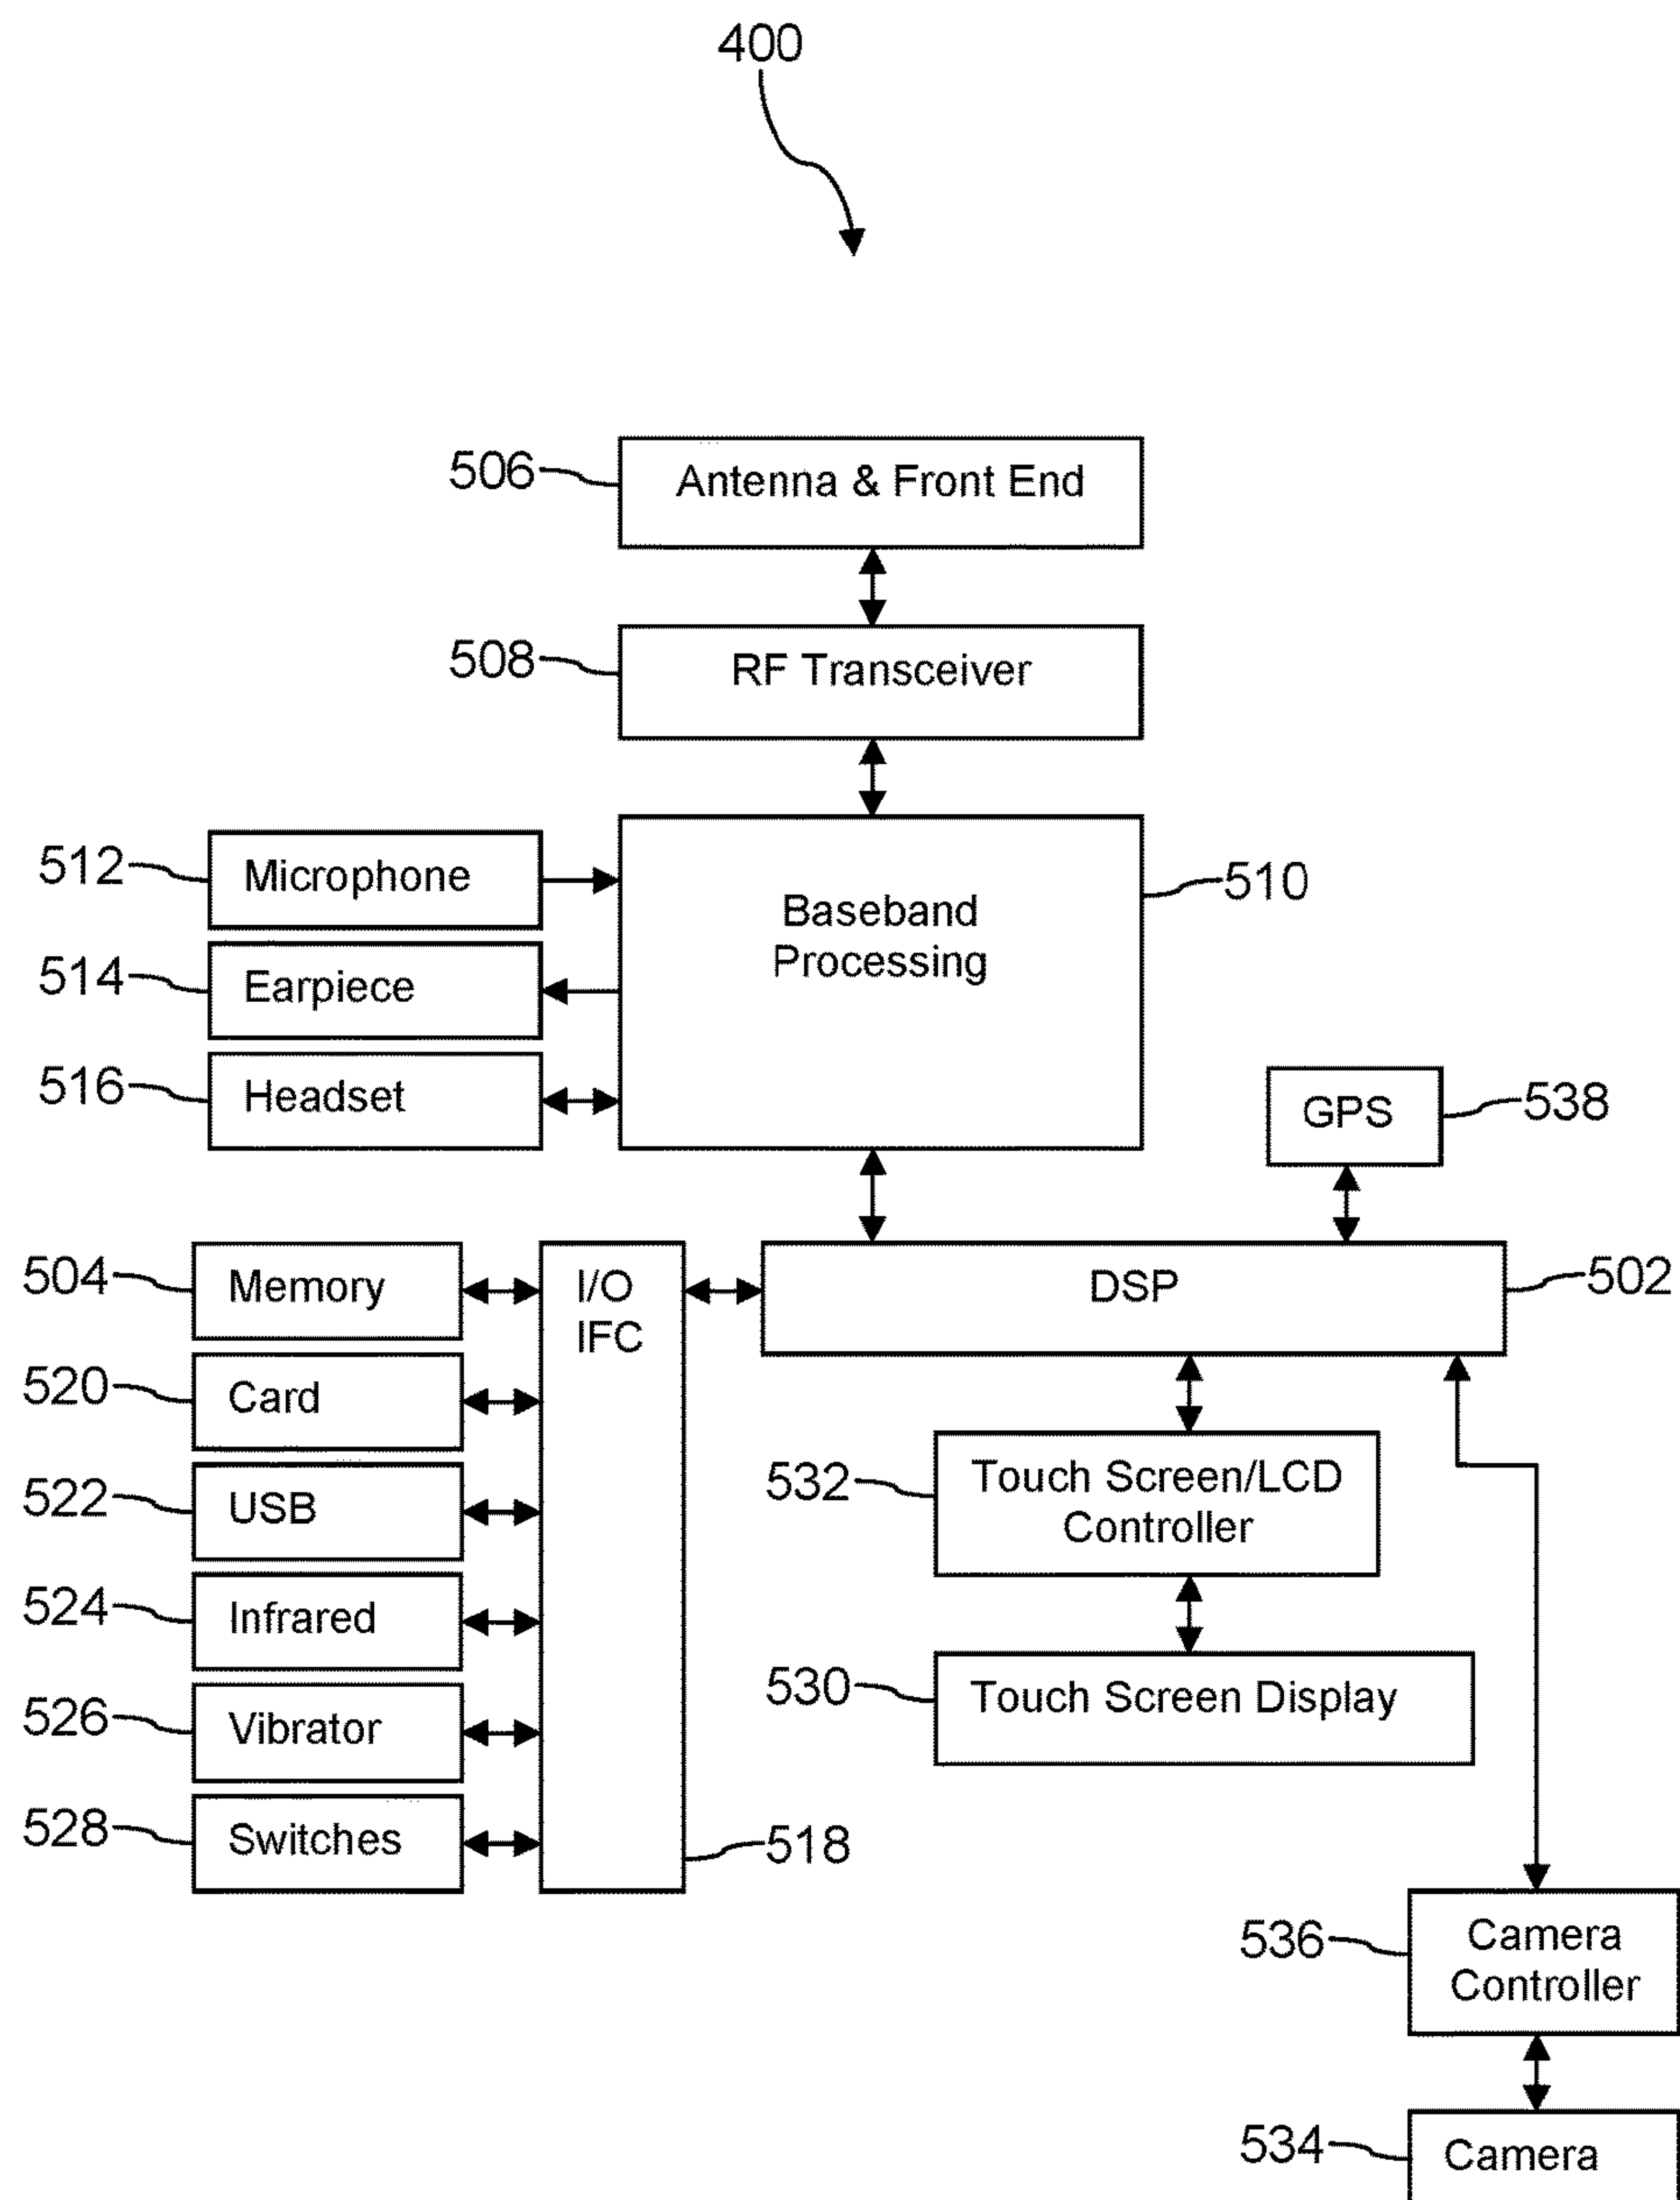 400
506
Antenna & Front End
508
RF Transceiver
512
Microphone
Baseband
Processing
510
514
Earpiece
516
Headset
GPS
538
504
Memory
I/O
IFC
DSP
502
520
Card
522
USB
532
Touch Screen/LCD
Controller
524
Infrared
526
Vibrator
530
Touch Screen Display
528
Switches
518
536
Camera
Controller
534
Camera